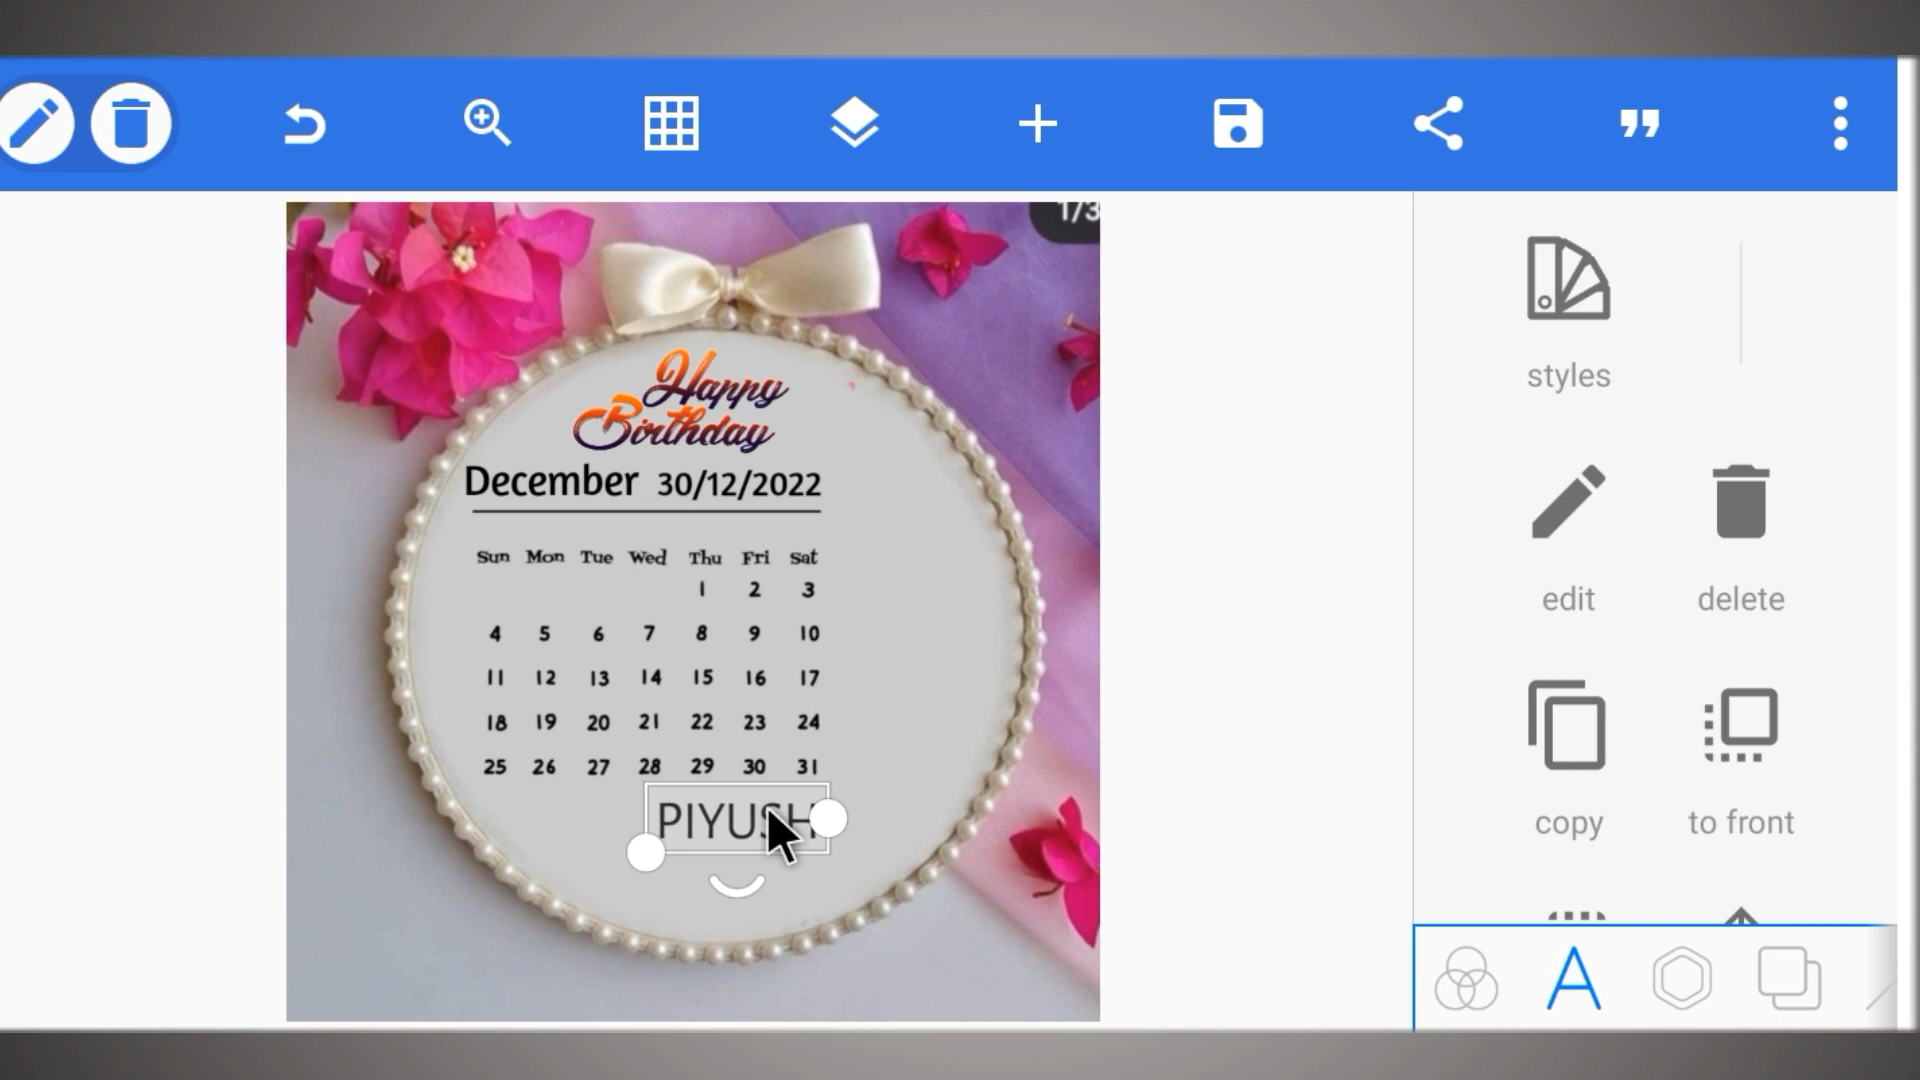 1/3
Happy
Birthday
December 30/12/2022
Sun Mon Tue Wed Thu Fri Sat
1 2 3
4 5 6 7 8 9 10
11 12 13 14 15 16 17
18 19 20 21 22 23 24
25 26 27 28 29 30 31
PIYUSH
styles
edit delete
copy to front
A